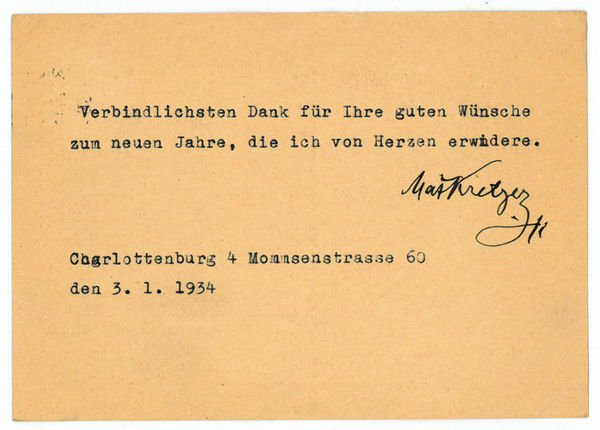 Verbindlichsten Dank für Ihre guten Wünsche
zum neuen Jahre, die ich von Herzen erwidere.
Max Kretzer
Charlottenburg 4 Mommsenstrasse 60
den 3. 1. 1934